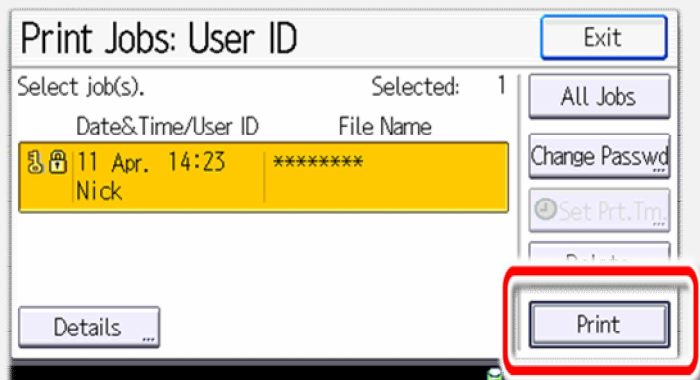 Print Jobs: User ID
Exit
Select job(s).
Selected: 1
All Jobs
Date&Time/User ID
File Name
Change Passwd
11 Apr. 14:23
********
Nick
Set Prt.Tm.
Details
Print